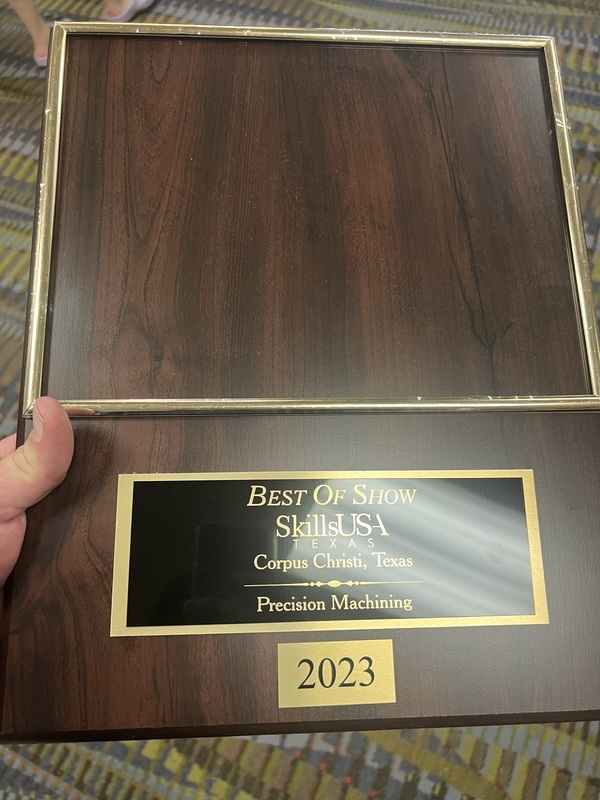 BEST OF SHOW
SkillsUSA
TEXAS
Corpus Christi, Texas
Precision Machining
2023